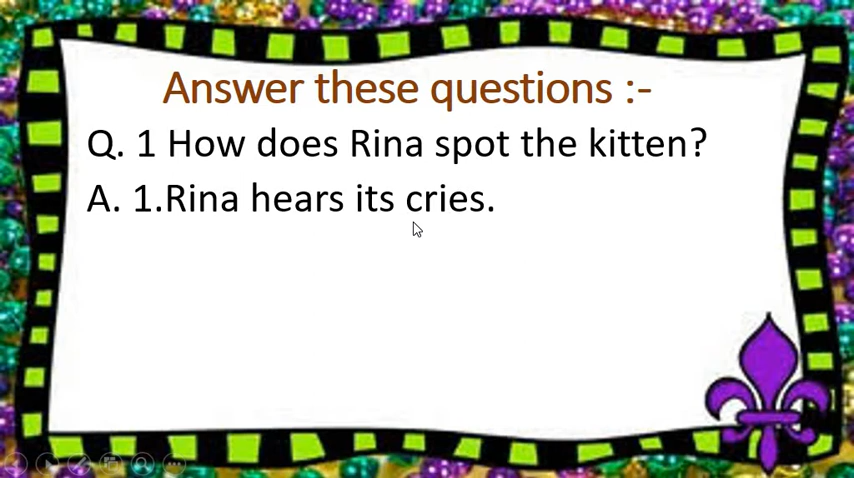 Answer these questions :-
Q. 1 How does Rina spot the kitten?
A. 1.Rina hears its cries.